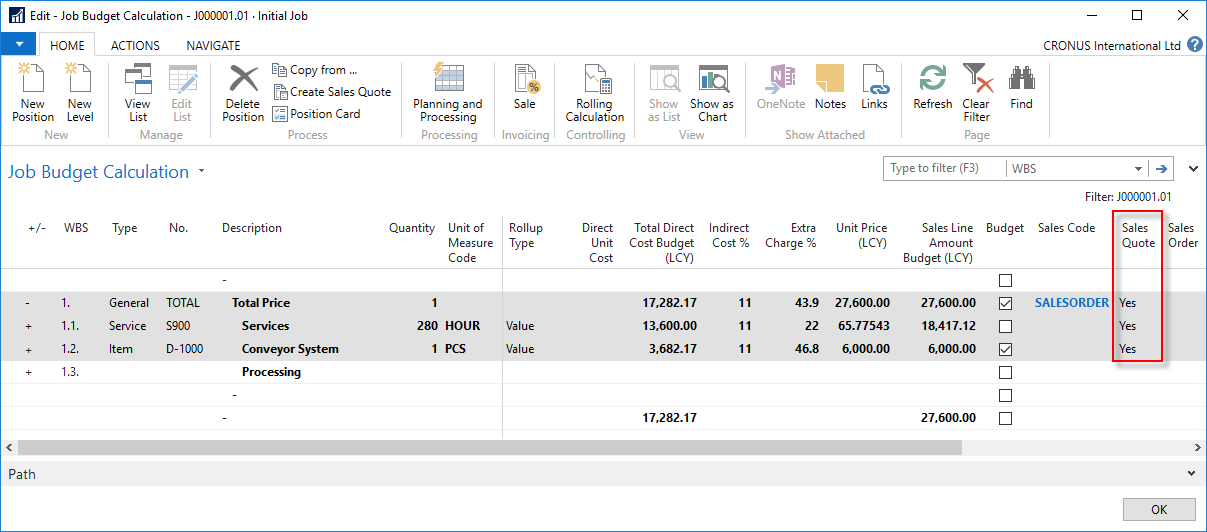 Edit - Job Budget Calculation - J000001.01 · Initial Job
HOME ACTIONS NAVIGATE CRONUS International Ltd ?
New Position New Level View List Edit List Delete Position Copy from ... Create Sales Quote Position Card Planning and Processing Sale Rolling Calculation Show as List Show as Chart OneNote Notes Links Refresh Clear Filter Find
New Manage Process Processing Invoicing Controlling View Show Attached Page
Job Budget Calculation Type to filter (F3) WBS
Filter: J000001.01
+/- WBS Type No. Description Quantity Unit of Measure Code Rollup Type Direct Unit Cost Total Direct Cost Budget (LCY) Indirect Cost % Extra Charge % Unit Price (LCY) Sales Line Amount Budget (LCY) Budget Sales Code Sales Quote Sales Order
-
- 1. General TOTAL Total Price 1 17,282.17 11 43.9 27,600.00 27,600.00 SALESORDER Yes
+ 1.1. Service S900 Services 280 HOUR Value 13,600.00 11 22 65.77543 18,417.12 Yes
+ 1.2. Item D-1000 Conveyor System 1 PCS Value 3,682.17 11 46.8 6,000.00 6,000.00 Yes
+ 1.3. Processing
-
- 17,282.17 27,600.00
Path
OK